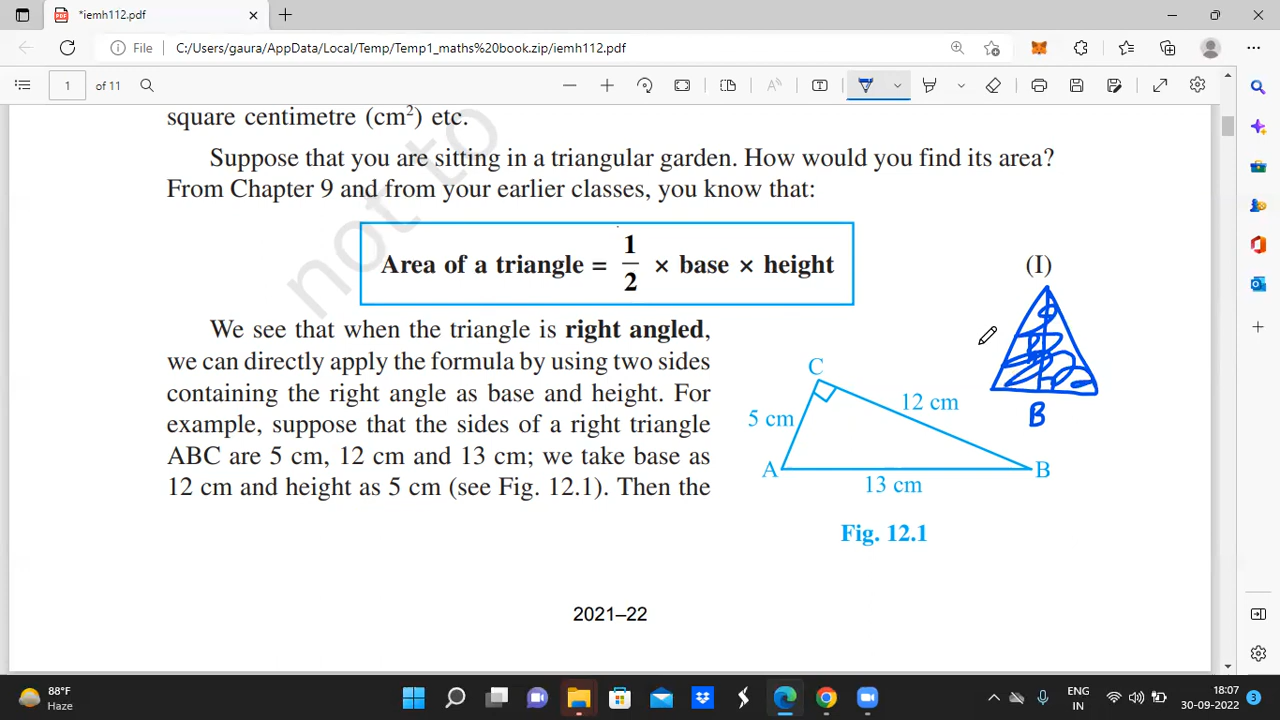 *iemh112.pdf
File C:/Users/gaura/AppData/Local/Temp/Temp1_maths%20book.zip/iemh112.pdf
1 of 11
square centimetre (cm²) etc.
Suppose that you are sitting in a triangular garden. How would you find its area?
From Chapter 9 and from your earlier classes, you know that:
Area of a triangle = 1/2 × base × height
(I)
We see that when the triangle is right angled,
we can directly apply the formula by using two sides
containing the right angle as base and height. For
example, suppose that the sides of a right triangle
ABC are 5 cm, 12 cm and 13 cm; we take base as
12 cm and height as 5 cm (see Fig. 12.1). Then the
B
C
12 cm
5 cm
A
B
13 cm
Fig. 12.1
not to
2021–22
88°F
Haze
ENG
IN
18:07
30-09-2022
3